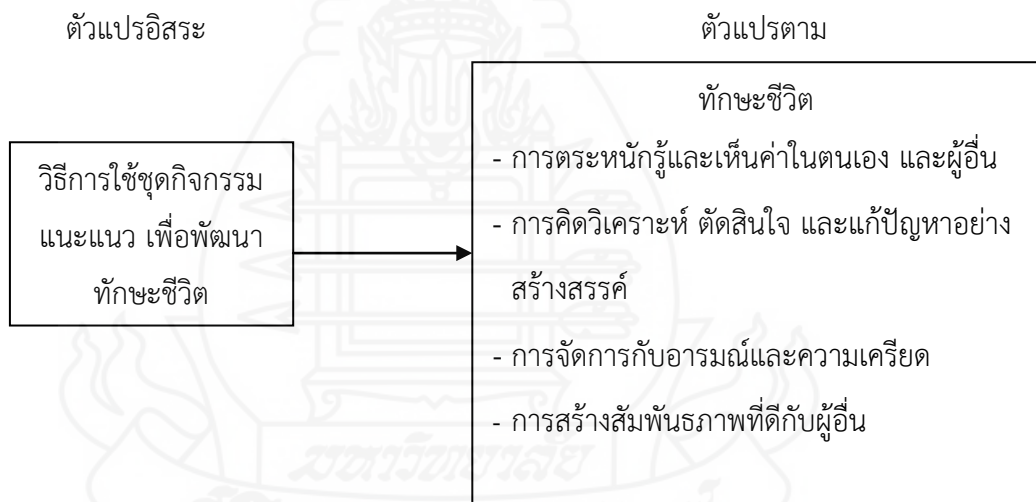 ตัวแปรอิสระ
ตัวแปรตาม
วิธีการใช้ชุดกิจกรรม
แนะแนว เพื่อพัฒนา
ทักษะชีวิต
ทักษะชีวิต
- การตระหนักรู้และเห็นค่าในตนเอง และผู้อื่น
- การคิดวิเคราะห์ ตัดสินใจ และแก้ปัญหาอย่าง
สร้างสรรค์
- การจัดการกับอารมณ์และความเครียด
- การสร้างสัมพันธภาพที่ดีกับผู้อื่น
มหาวิทยาลัย